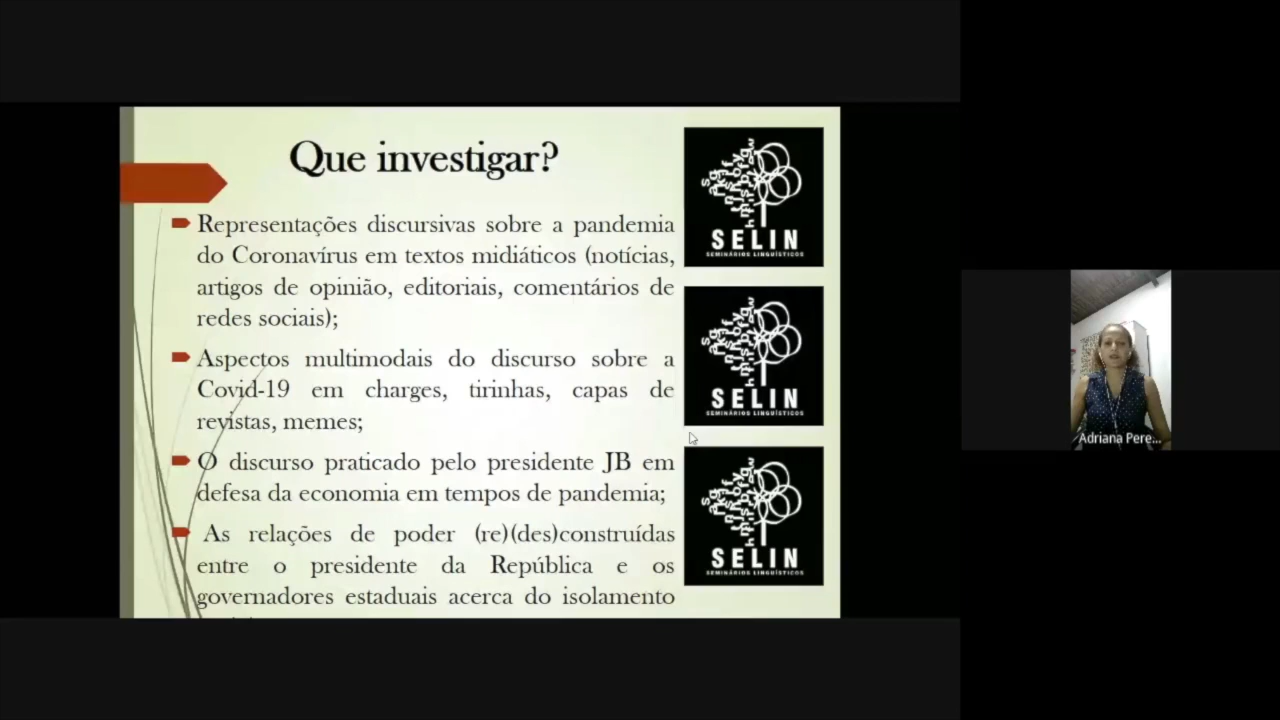 Que investigar?
Representações discursivas sobre a pandemia
do Coronavírus em textos midiáticos (notícias,
artigos de opinião, editoriais, comentários de
redes sociais);
Aspectos multimodais do discurso sobre a
Covid-19 em charges, tirinhas, capas de
revistas, memes;
O discurso praticado pelo presidente JB em
defesa da economia em tempos de pandemia;
As relações de poder (re)(des)construídas
entre o presidente da República e os
governadores estaduais acerca do isolamento
SELIN
SEMINÁRIOS LINGUÍSTICOS
SELIN
SEMINÁRIOS LINGUÍSTICOS
SELIN
SEMINÁRIOS LINGUÍSTICOS
Adriana Pere...